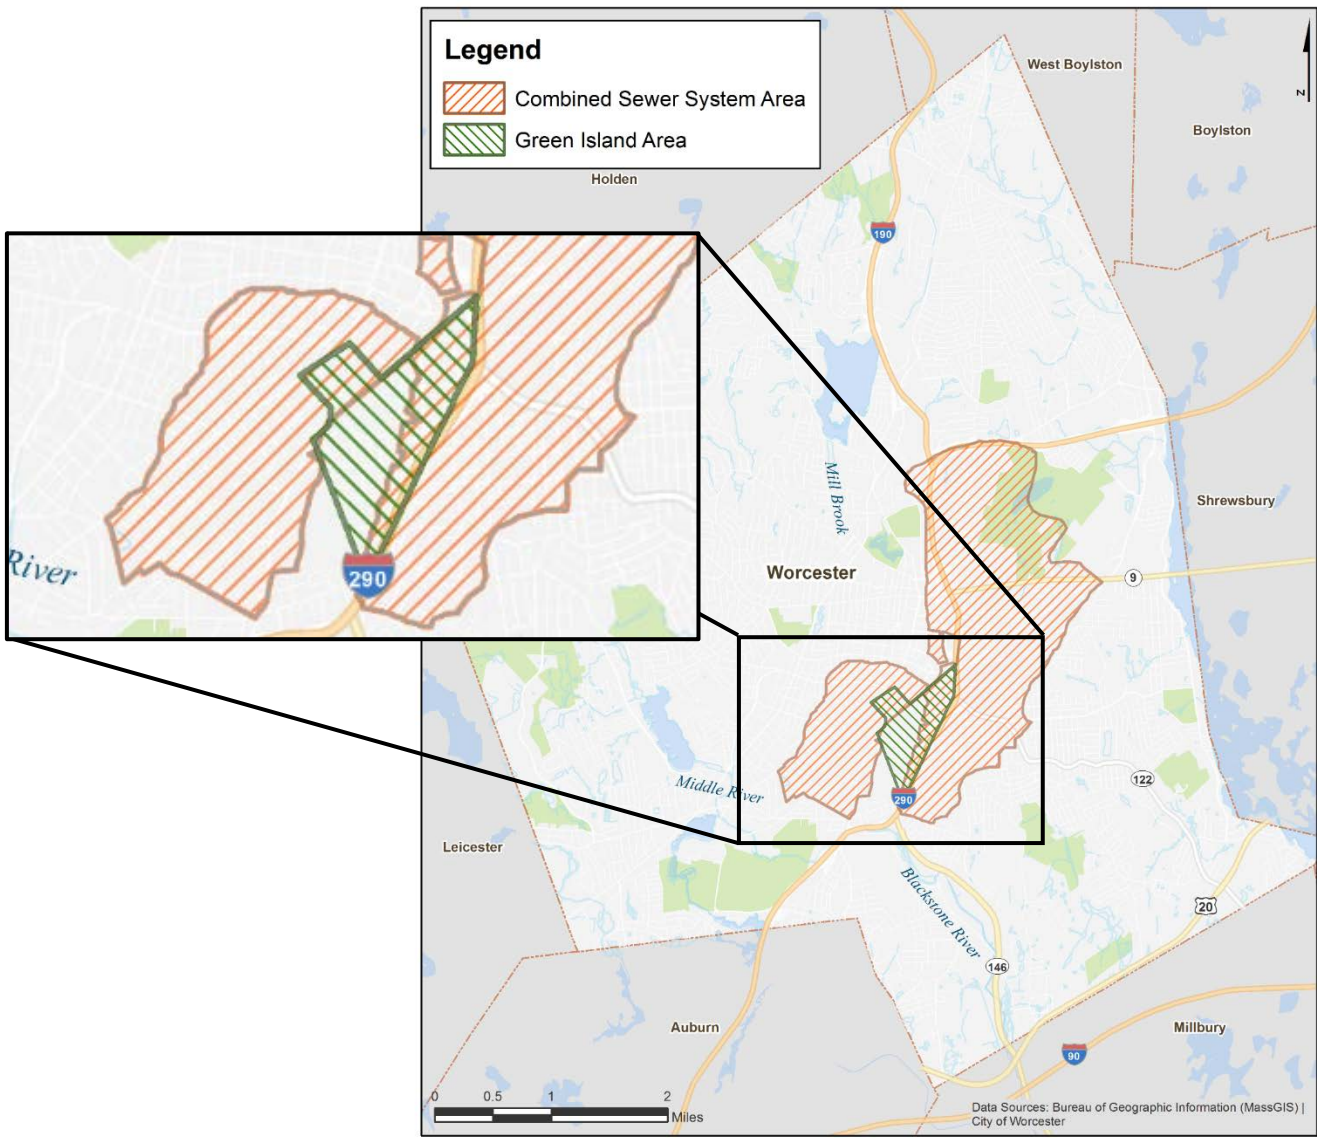 Legend
Combined Sewer System Area
Green Island Area
West Boylston
N
Boylston
Holden
190
Mill Brook
Shrewsbury
Worcester
9
River
290
Middle River
122
290
Leicester
Blackstone River
20
146
Auburn
Millbury
90
0 0.5 1 2
Miles
Data Sources: Bureau of Geographic Information (MassGIS) |
City of Worcester